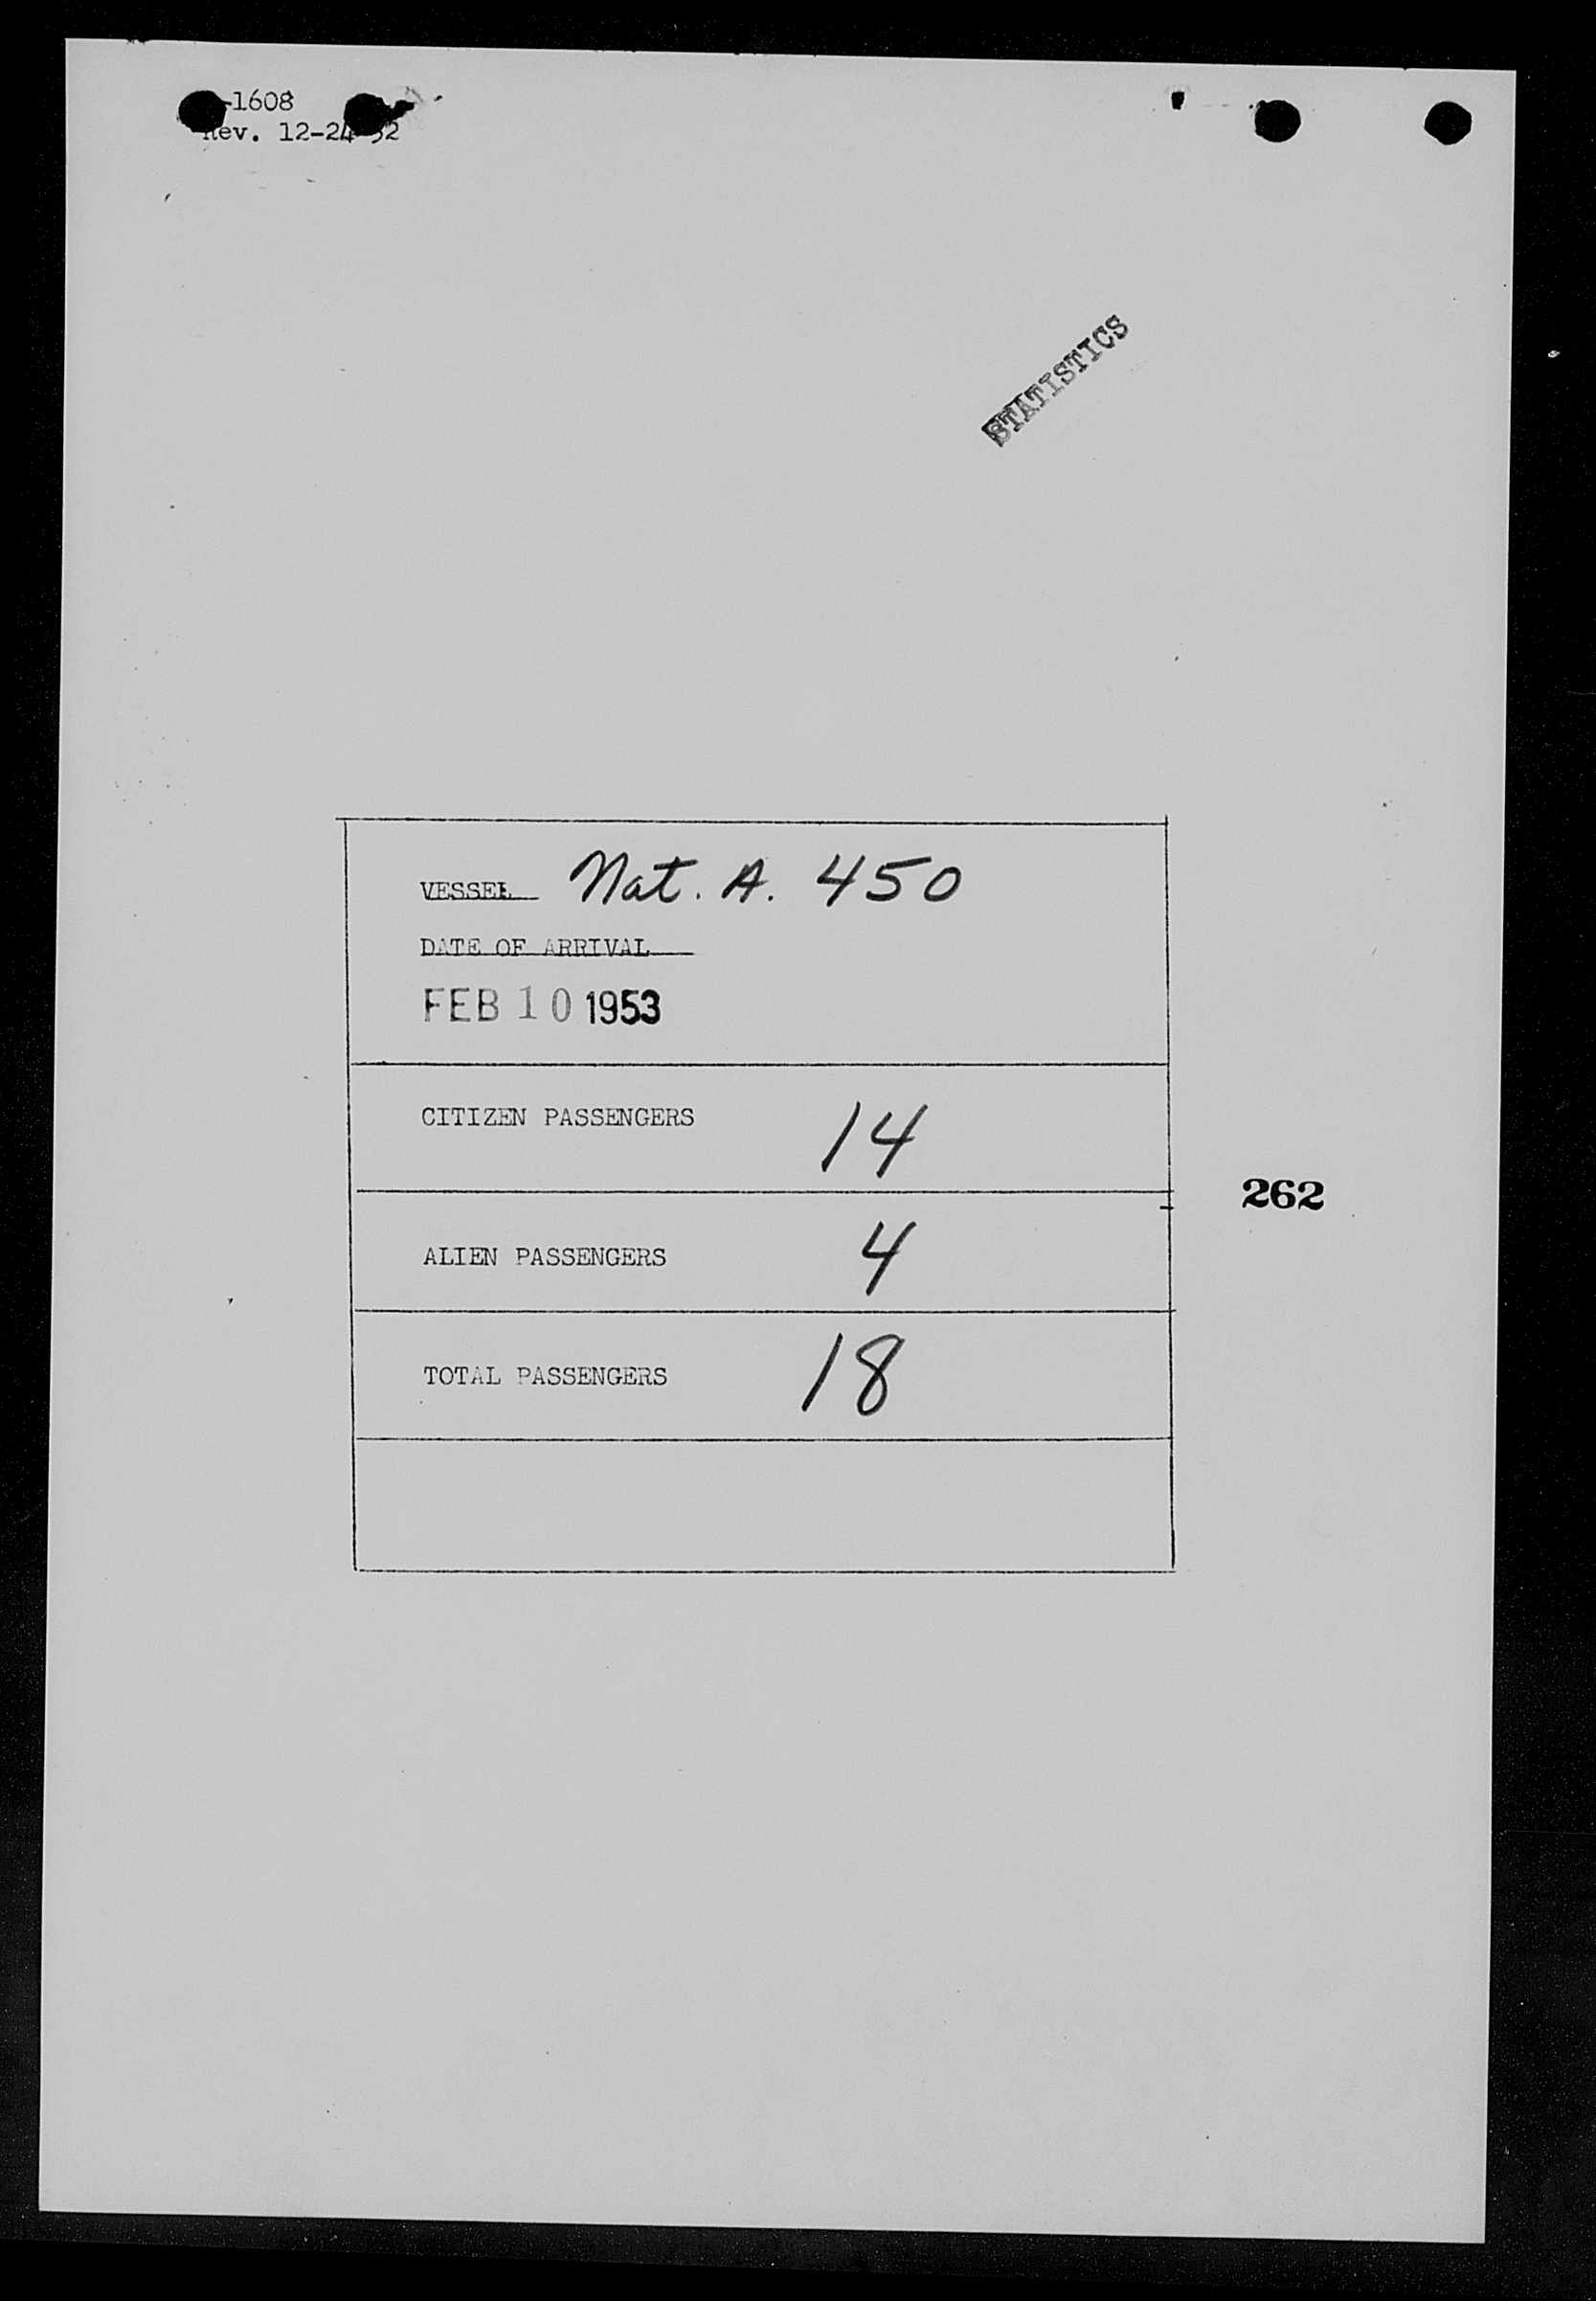 -1608
Rev. 12-24-52
STATISTICS
VESSEL Nat. A. 450
DATE OF ARRIVAL
FEB 10 1953
CITIZEN PASSENGERS 14
262
ALIEN PASSENGERS 4
TOTAL PASSENGERS 18